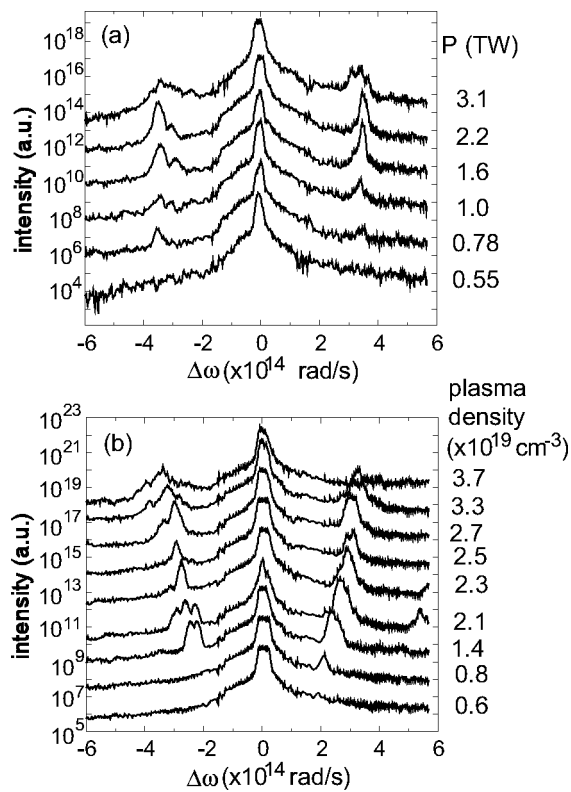 (a)
P (TW)
10^18
10^16
10^14
10^12
10^10
10^8
10^6
10^4
intensity (a.u.)
3.1
2.2
1.6
1.0
0.78
0.55
-6 -4 -2 0 2 4 6
Δω (x10^14 rad/s)
plasma
density
(x10^19 cm^-3)
(b)
10^23
10^21
10^19
10^17
10^15
10^13
10^11
10^9
10^7
10^5
intensity (a.u.)
3.7
3.3
2.7
2.5
2.3
2.1
1.4
0.8
0.6
-6 -4 -2 0 2 4 6
Δω (x10^14 rad/s)